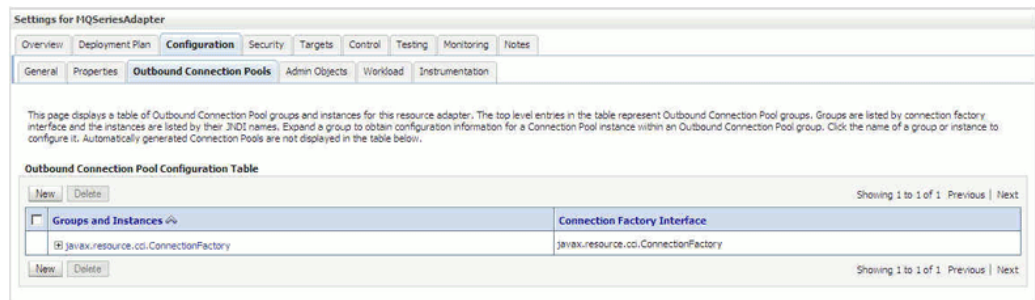 Settings for MQSeriesAdapter
Overview Deployment Plan Configuration Security Targets Control Testing Monitoring Notes
General Properties Outbound Connection Pools Admin Objects Workload Instrumentation
This page displays a table of Outbound Connection Pool groups and instances for this resource adapter. The top level entries in the table represent Outbound Connection Pool groups. Groups are listed by connection factory
interface and the instances are listed by their JNDI names. Expand a group to obtain configuration information for a Connection Pool instance within an Outbound Connection Pool group. Click the name of a group or instance to
configure it. Automatically generated Connection Pools are not displayed in the table below.
Outbound Connection Pool Configuration Table
New Delete Showing 1 to 1 of 1 Previous | Next
Groups and Instances Connection Factory Interface
javax.resource.cci.ConnectionFactory javax.resource.cci.ConnectionFactory
New Delete Showing 1 to 1 of 1 Previous | Next